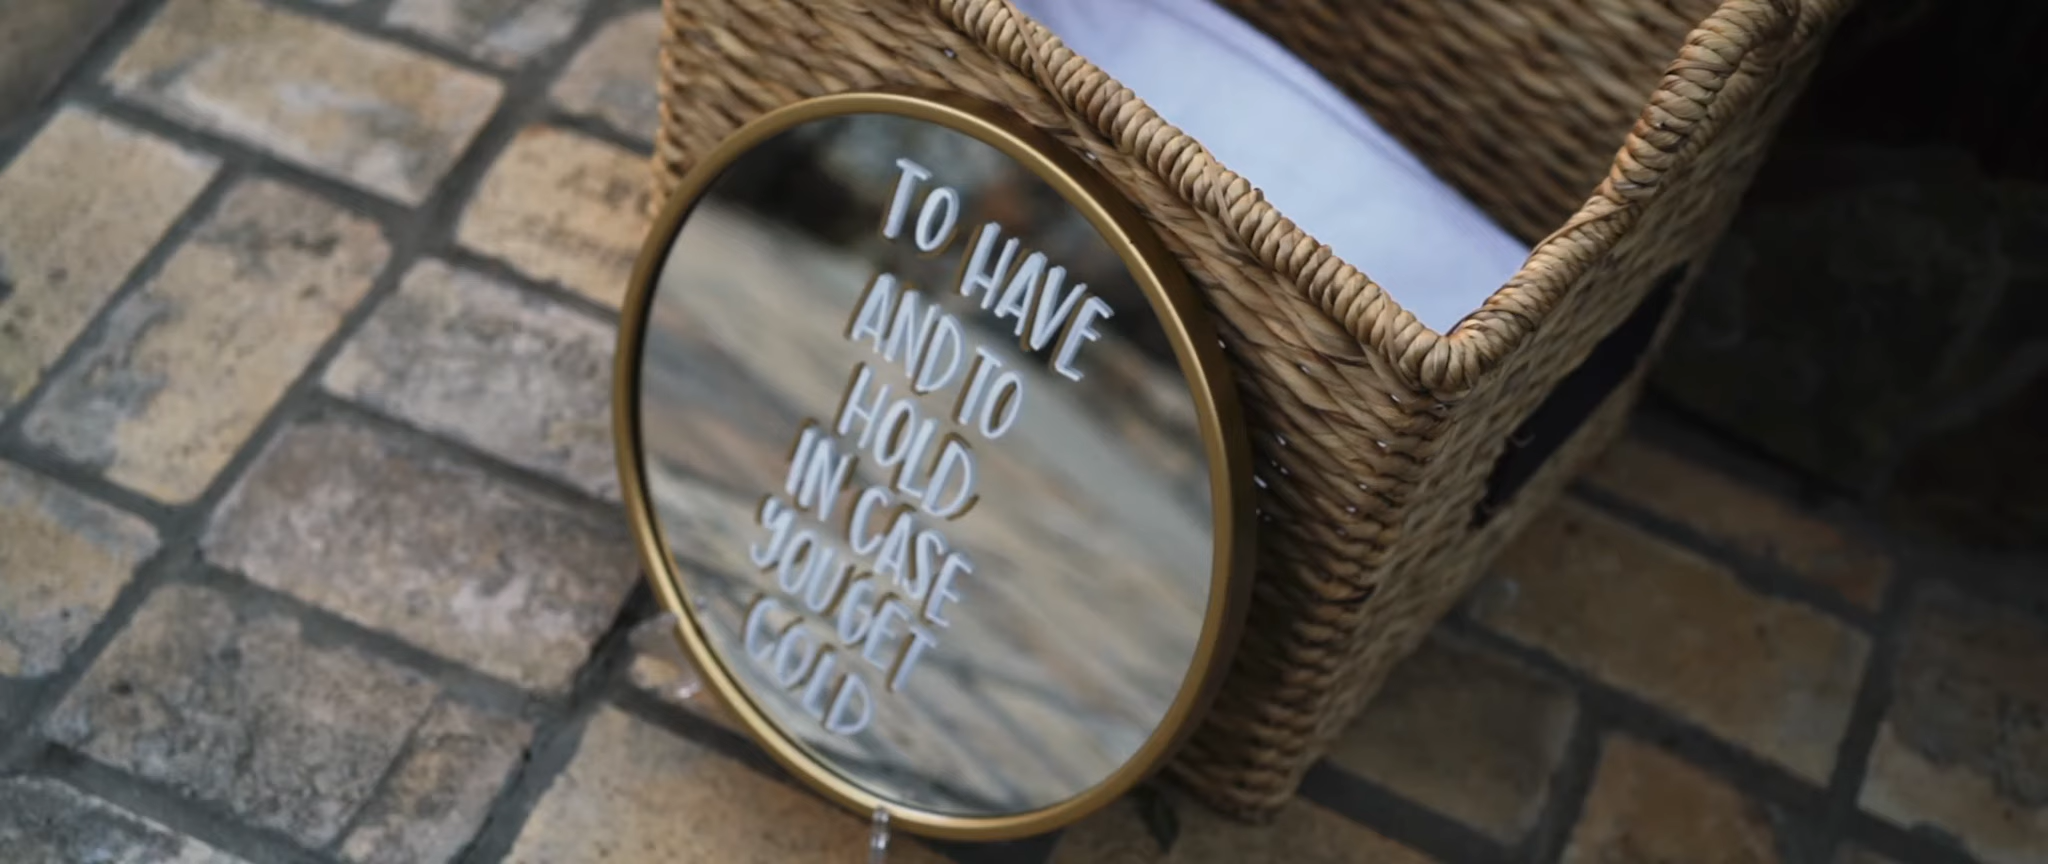 TO HAVE
AND TO
HOLD
IN CASE
YOU GET
COLD